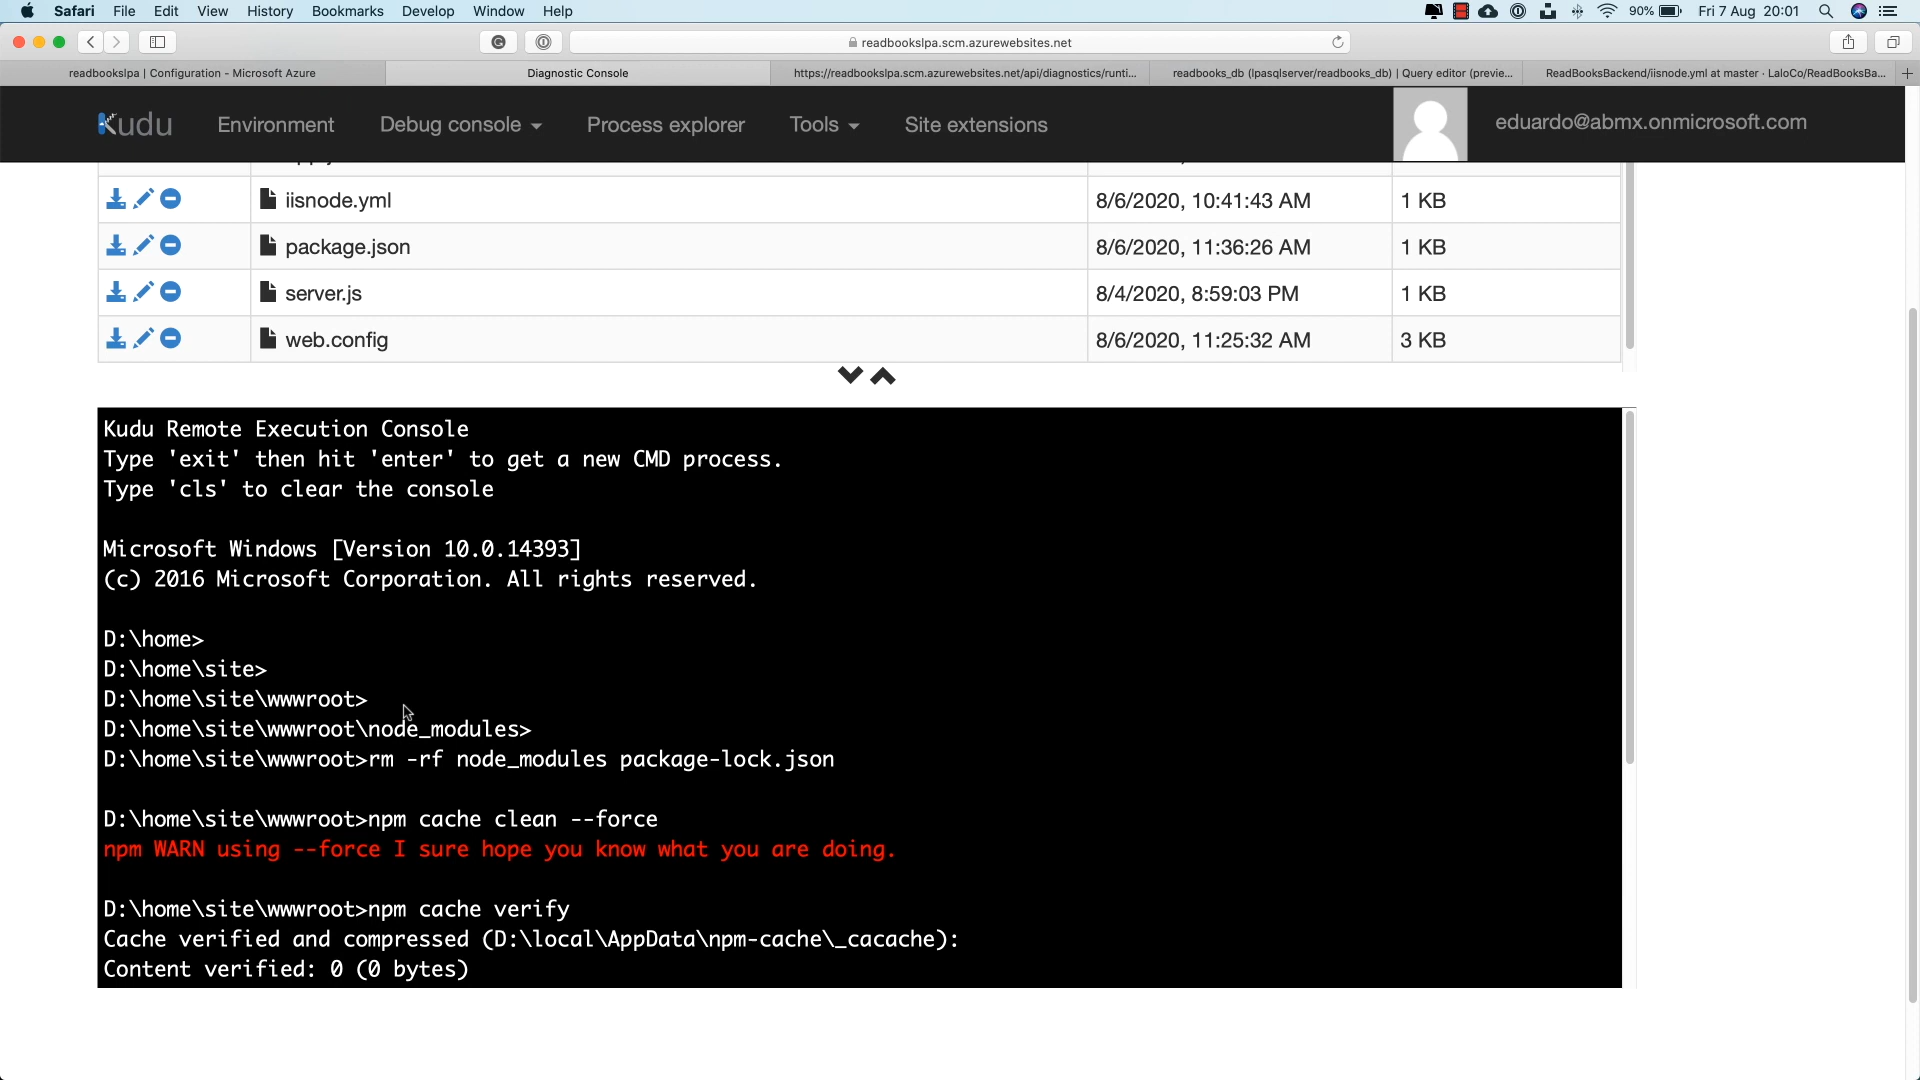 Safari File Edit View History Bookmarks Develop Window Help 90% Fri 7 Aug 20:01
readbookslpa.scm.azurewebsites.net
readbookslpa | Configuration - Microsoft Azure
Diagnostic Console
https://readbookslpa.scm.azurewebsites.net/api/diagnostics/runti...
readbooks_db (lpasqlserver/readbooks_db) | Query editor (previe...
ReadBooksBackend/iisnode.yml at master · LaloCo/ReadBooksBa...
Kudu Environment Debug console Process explorer Tools Site extensions eduardo@abmx.onmicrosoft.com
iisnode.yml 8/6/2020, 10:41:43 AM 1 KB
package.json 8/6/2020, 11:36:26 AM 1 KB
server.js 8/4/2020, 8:59:03 PM 1 KB
web.config 8/6/2020, 11:25:32 AM 3 KB
Kudu Remote Execution Console
Type 'exit' then hit 'enter' to get a new CMD process.
Type 'cls' to clear the console
Microsoft Windows [Version 10.0.14393]
(c) 2016 Microsoft Corporation. All rights reserved.
D:\home>
D:\home\site>
D:\home\site\wwwroot>
D:\home\site\wwwroot\node_modules>
D:\home\site\wwwroot>rm -rf node_modules package-lock.json
D:\home\site\wwwroot>npm cache clean --force
npm WARN using --force I sure hope you know what you are doing.
D:\home\site\wwwroot>npm cache verify
Cache verified and compressed (D:\local\AppData\npm-cache\_cacache):
Content verified: 0 (0 bytes)